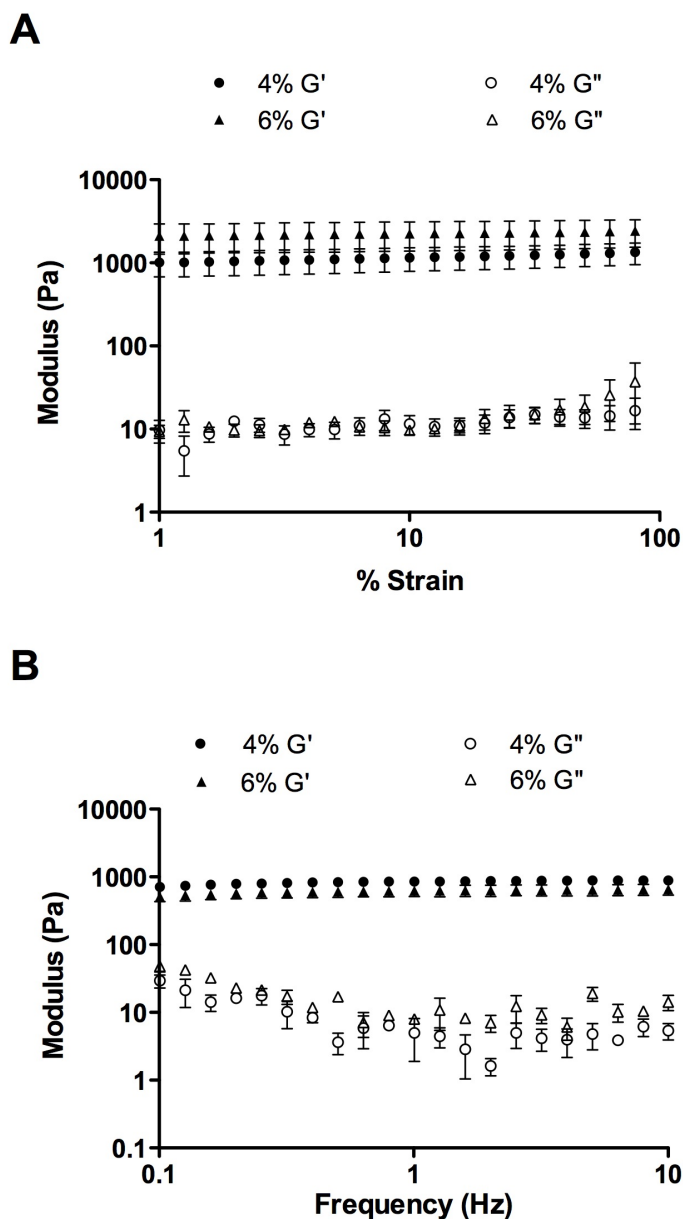 A
4% G' 4% G"
6% G' 6% G"
10000
1000
100
10
1
Modulus (Pa)
1 10 100
% Strain
B
4% G' 4% G"
6% G' 6% G"
10000
1000
100
10
1
0.1
Modulus (Pa)
0.1 1 10
Frequency (Hz)